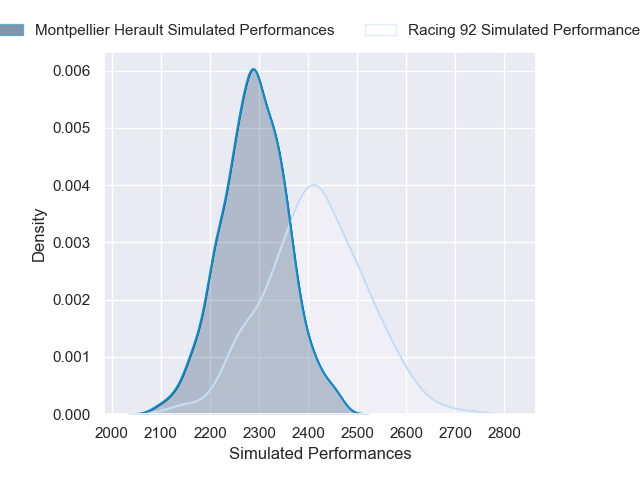 Montpellier Herault Simulated Performances
Racing 92 Simulated Performance
0.006
0.005
0.004
0.003
0.002
0.001
0.000
Density
2000 2100 2200 2300 2400 2500 2600 2700 2800
Simulated Performances